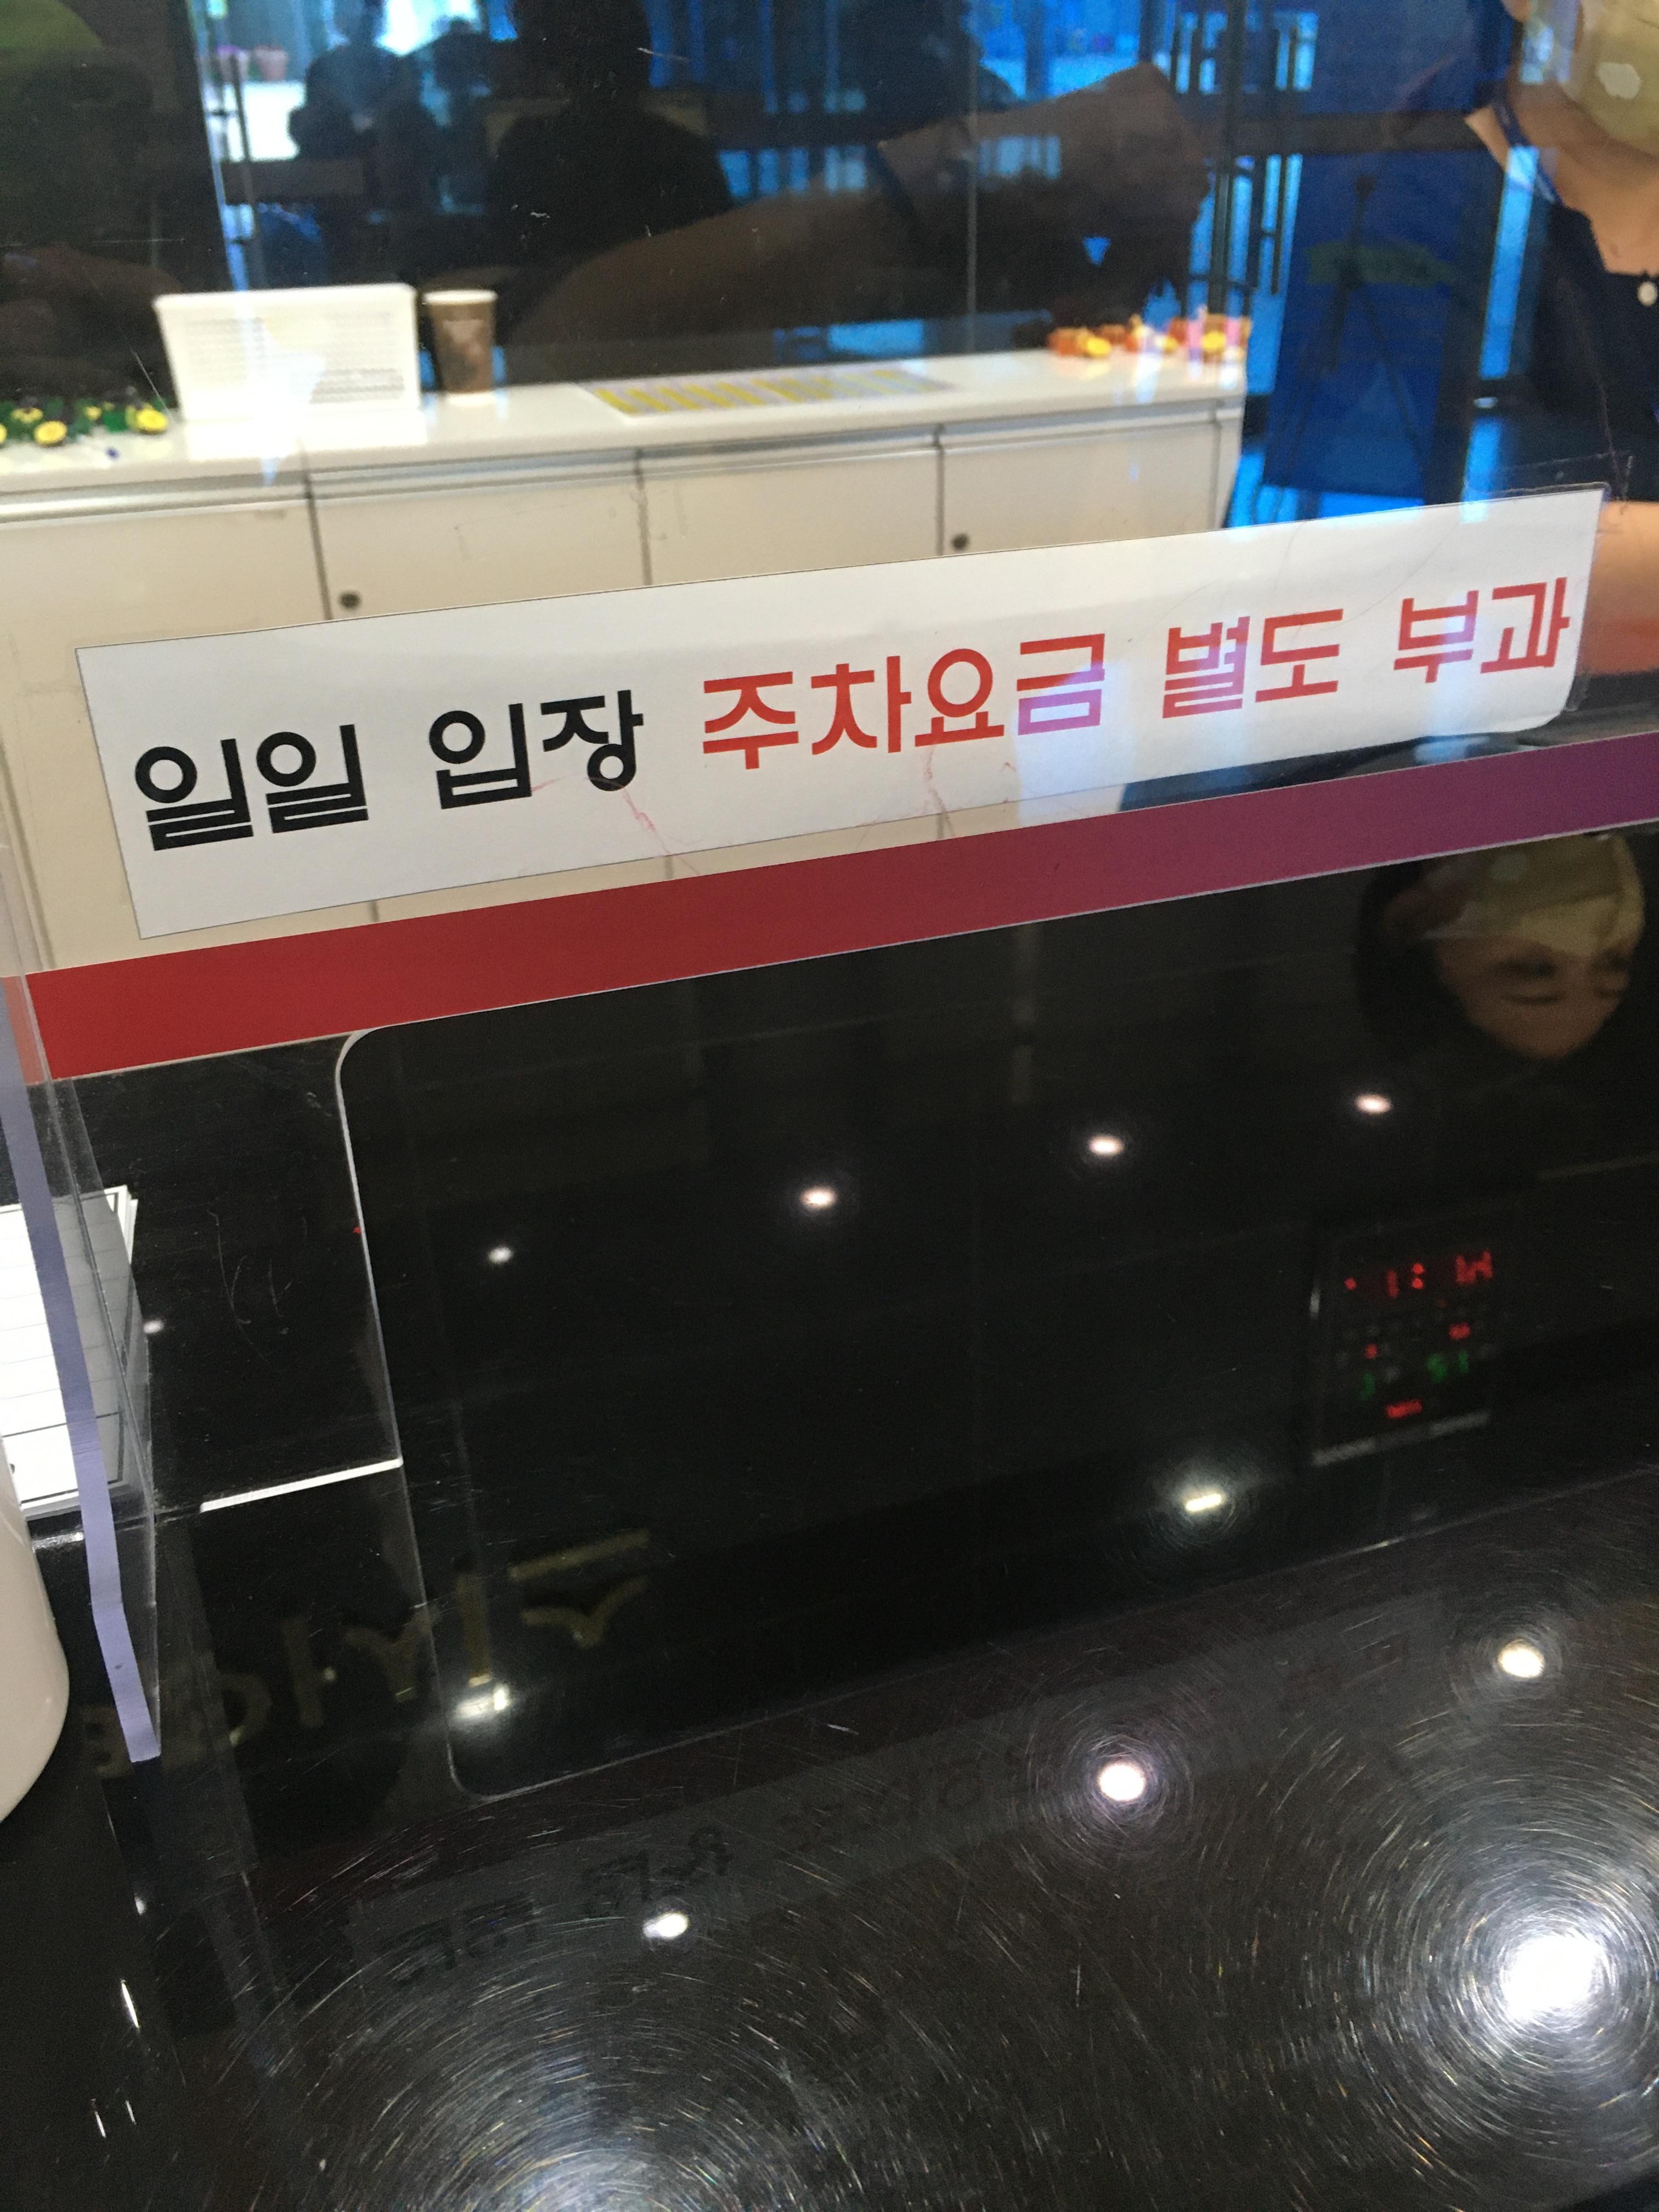 일일 입장 주차요금 별도 부과